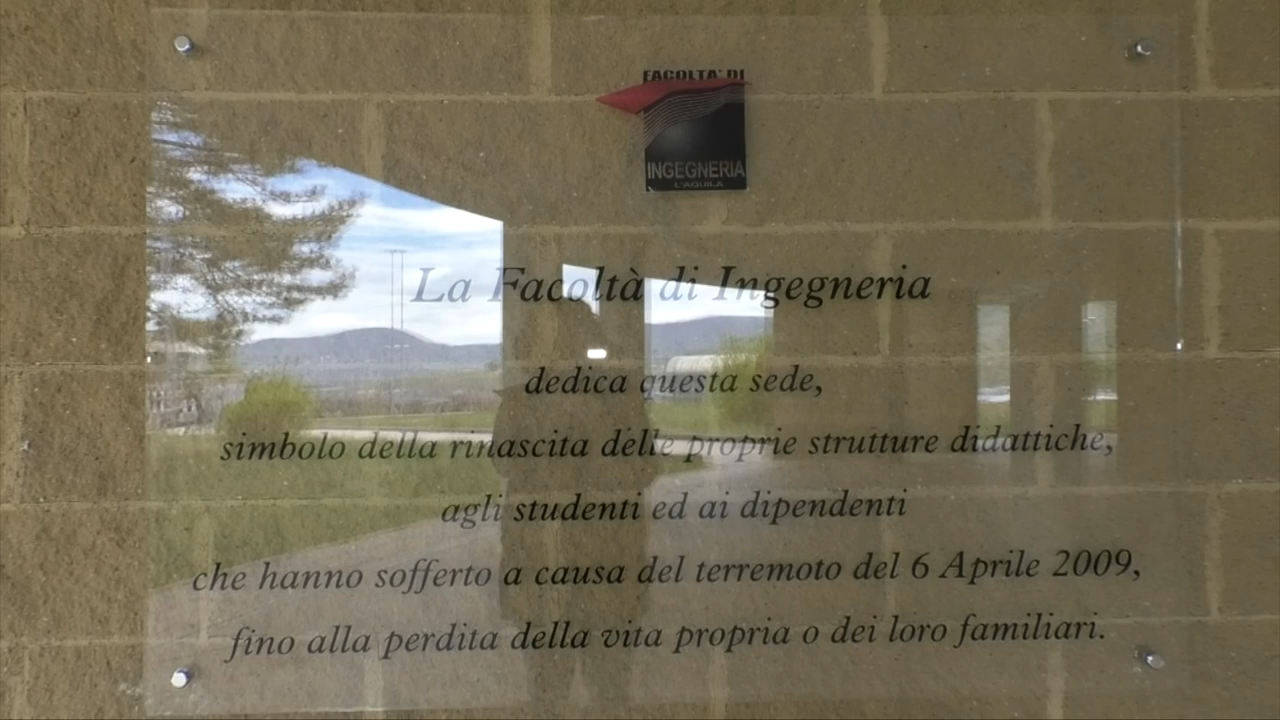 FACOLTA' DI
INGEGNERIA
L'AQUILA
La Facoltà di Ingegneria
dedica questa sede,
simbolo della rinascita delle proprie strutture didattiche,
agli studenti ed ai dipendenti
che hanno sofferto a causa del terremoto del 6 Aprile 2009,
fino alla perdita della vita propria o dei loro familiari.